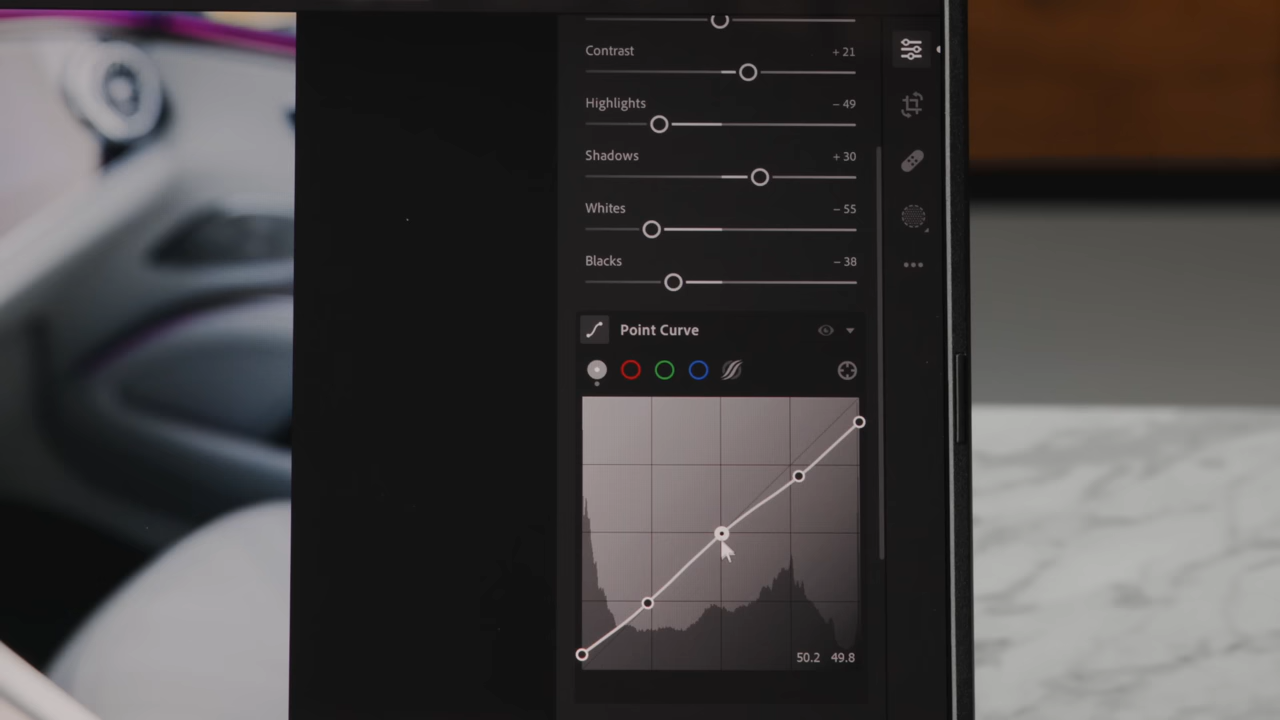 Contrast + 21
Highlights – 49
Shadows + 30
Whites – 55
Blacks – 38
Point Curve
50.2 49.8